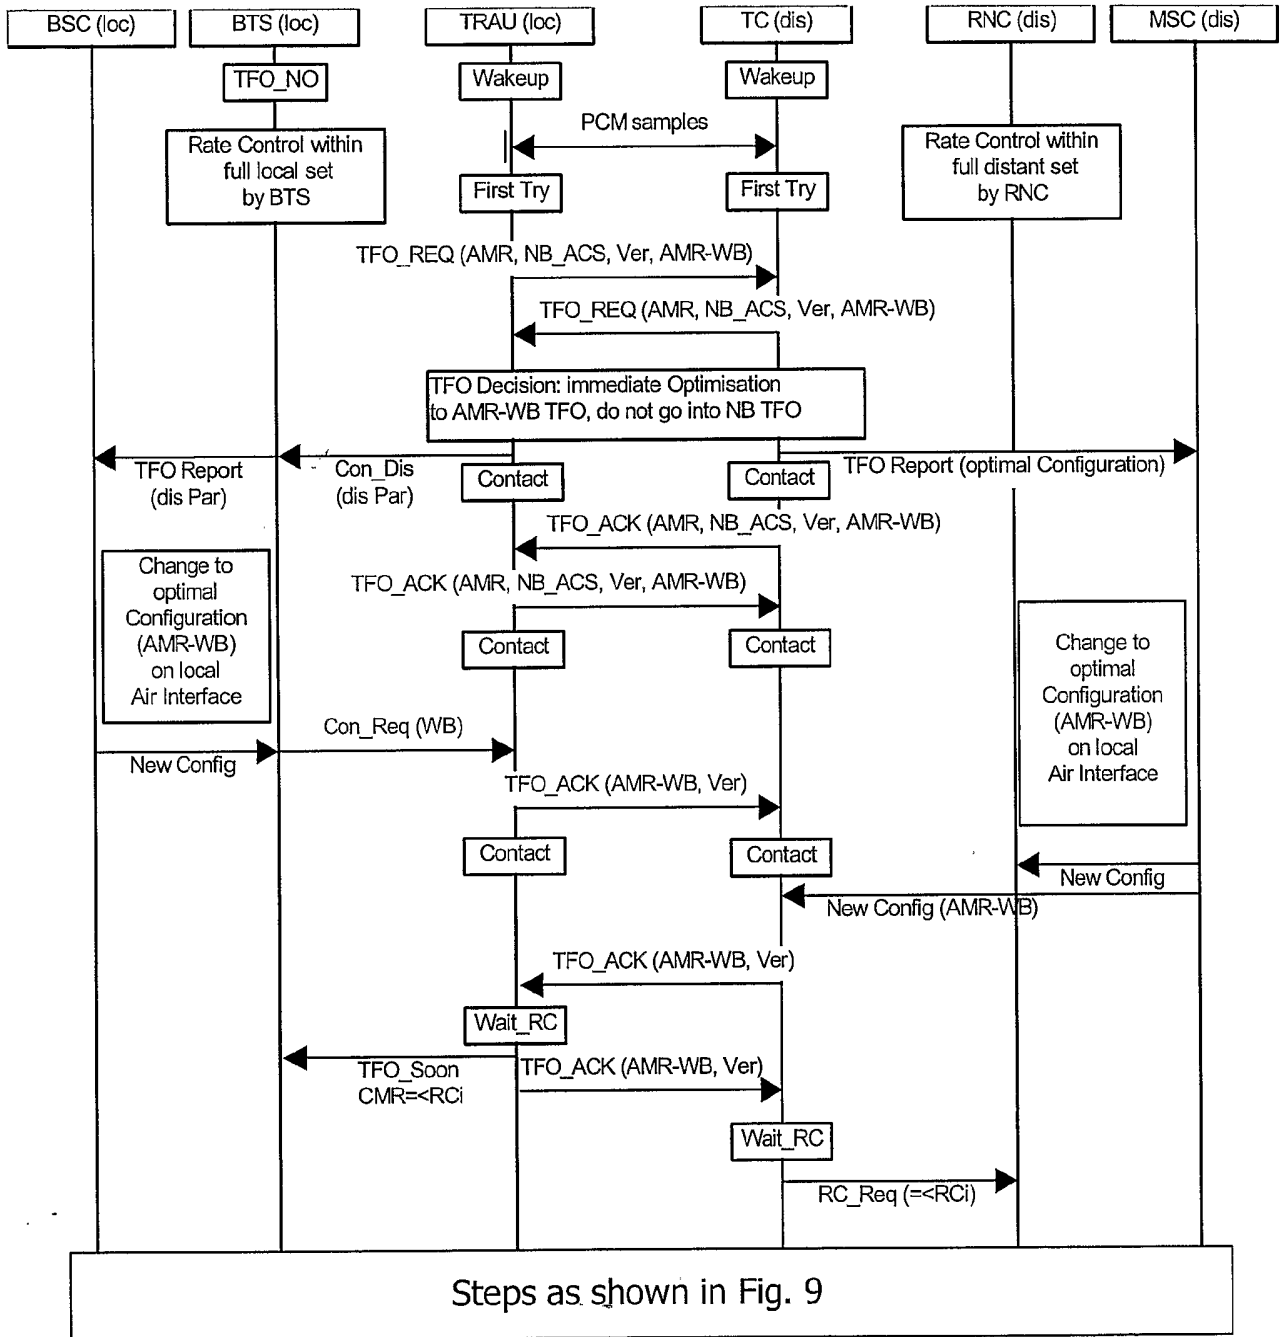 BSC (loc)
BTS (loc)
TRAU (loc)
TC (dis)
RNC (dis)
MSC (dis)
TFO_NO
Wakeup
Wakeup
PCM samples
Rate Control within
full local set
by BTS
Rate Control within
full distant set
by RNC
First Try
First Try
TFO_REQ (AMR, NB_ACS, Ver, AMR-WB)
TFO_REQ (AMR, NB_ACS, Ver, AMR-WB)
TFO Decision: immediate Optimisation
to AMR-WB TFO, do not go into NB TFO
TFO Report
(dis Par)
Con_Dis
(dis Par)
Contact
Contact
TFO Report (optimal Configuration)
TFO_ACK (AMR, NB_ACS, Ver, AMR-WB)
Change to
optimal
Configuration
(AMR-WB)
on local
Air Interface
TFO_ACK (AMR, NB_ACS, Ver, AMR-WB)
Contact
Contact
Change to
optimal
Configuration
(AMR-WB)
on local
Air Interface
Con_Req (WB)
New Config
TFO_ACK (AMR-WB, Ver)
Contact
Contact
New Config
New Config (AMR-WB)
TFO_ACK (AMR-WB, Ver)
Wait_RC
TFO_Soon
CMR=<RCi
TFO_ACK (AMR-WB, Ver)
Wait_RC
RC_Req (=<RCi)
Steps as shown in Fig. 9